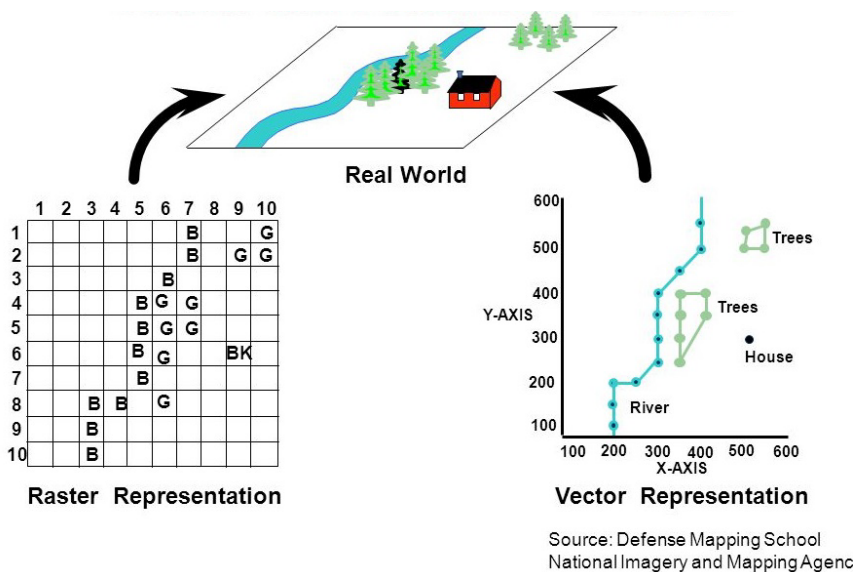 Real World
1 2 3 4 5 6 7 8 9 10
1 B G
2 B G G
3 B
4 B G G
5 B G G
6 B G BK
7 B
8 B B G
9 B
10 B
Raster Representation
600
500
400
Y-AXIS
300
200
100
Trees
Trees
House
River
100 200 300 400 500 600
X-AXIS
Vector Representation
Source: Defense Mapping School
National Imagery and Mapping Agenc